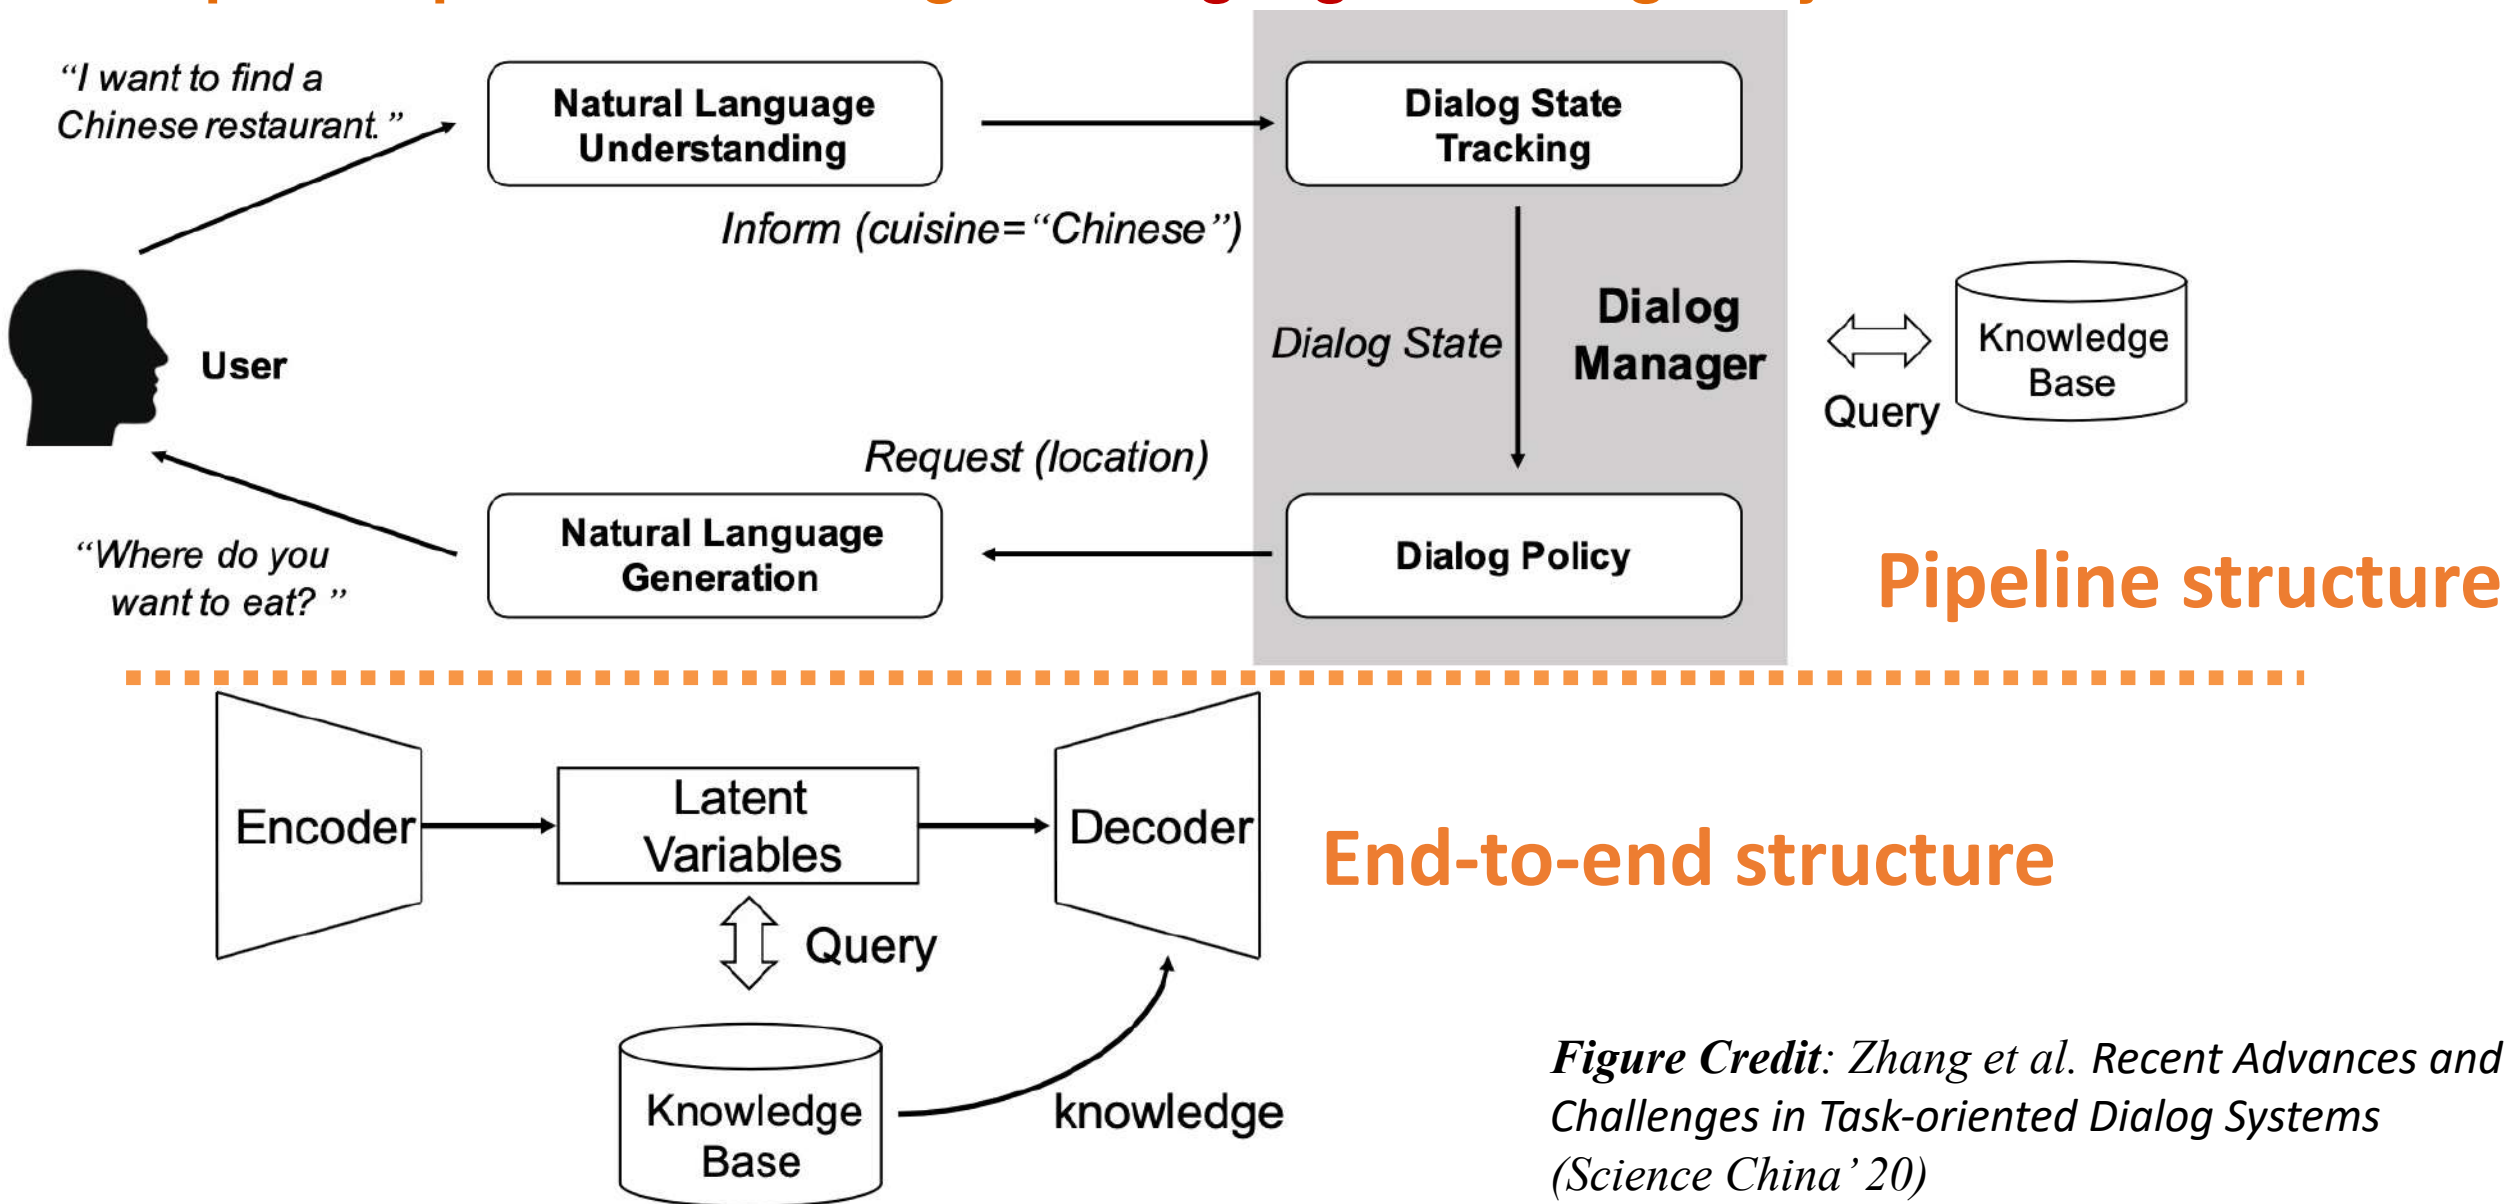 “I want to find a
Chinese restaurant.”
Natural Language
Understanding
Dialog State
Tracking
Inform (cuisine=“Chinese”)
Dialog State
Dialog
Manager
Knowledge
Base
Query
User
Request (location)
“Where do you
want to eat? ”
Natural Language
Generation
Dialog Policy
Pipeline structure
Encoder
Latent
Variables
Decoder
End-to-end structure
Query
Knowledge
Base
knowledge
Figure Credit: Zhang et al. Recent Advances and
Challenges in Task-oriented Dialog Systems
(Science China’ 20)